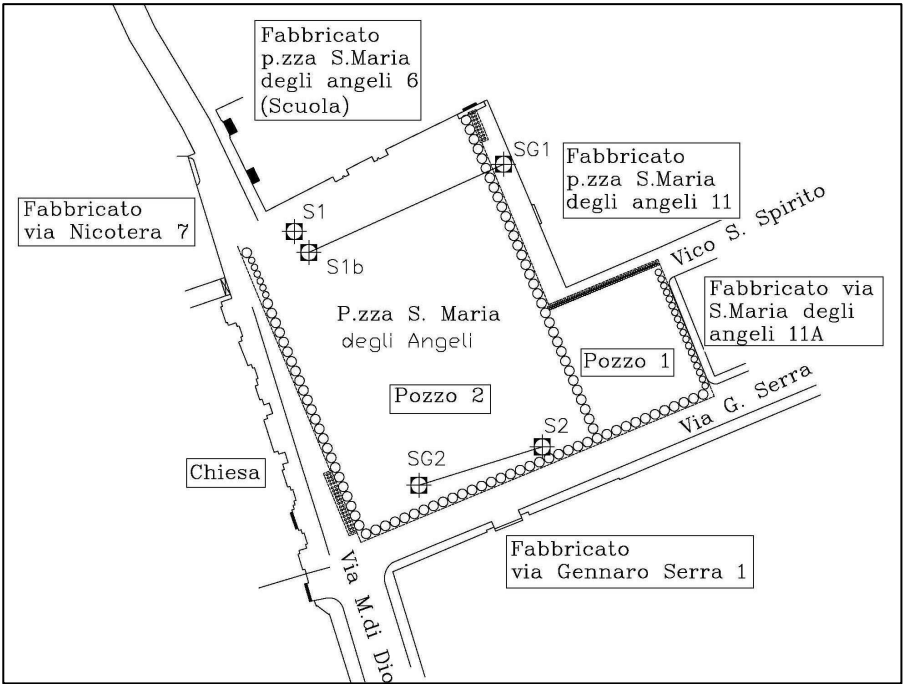 Fabbricato
p.zza S.Maria
degli angeli 6
(Scuola)
SG1
Fabbricato
p.zza S.Maria
degli angeli 11
Fabbricato
via Nicotera 7
S1
S1b
Vico S. Spirito
Fabbricato via
S.Maria degli
angeli 11A
P.zza S. Maria
degli Angeli
Pozzo 1
Pozzo 2
Via G. Serra
S2
SG2
Chiesa
Fabbricato
via Gennaro Serra 1
Via M.di Dio